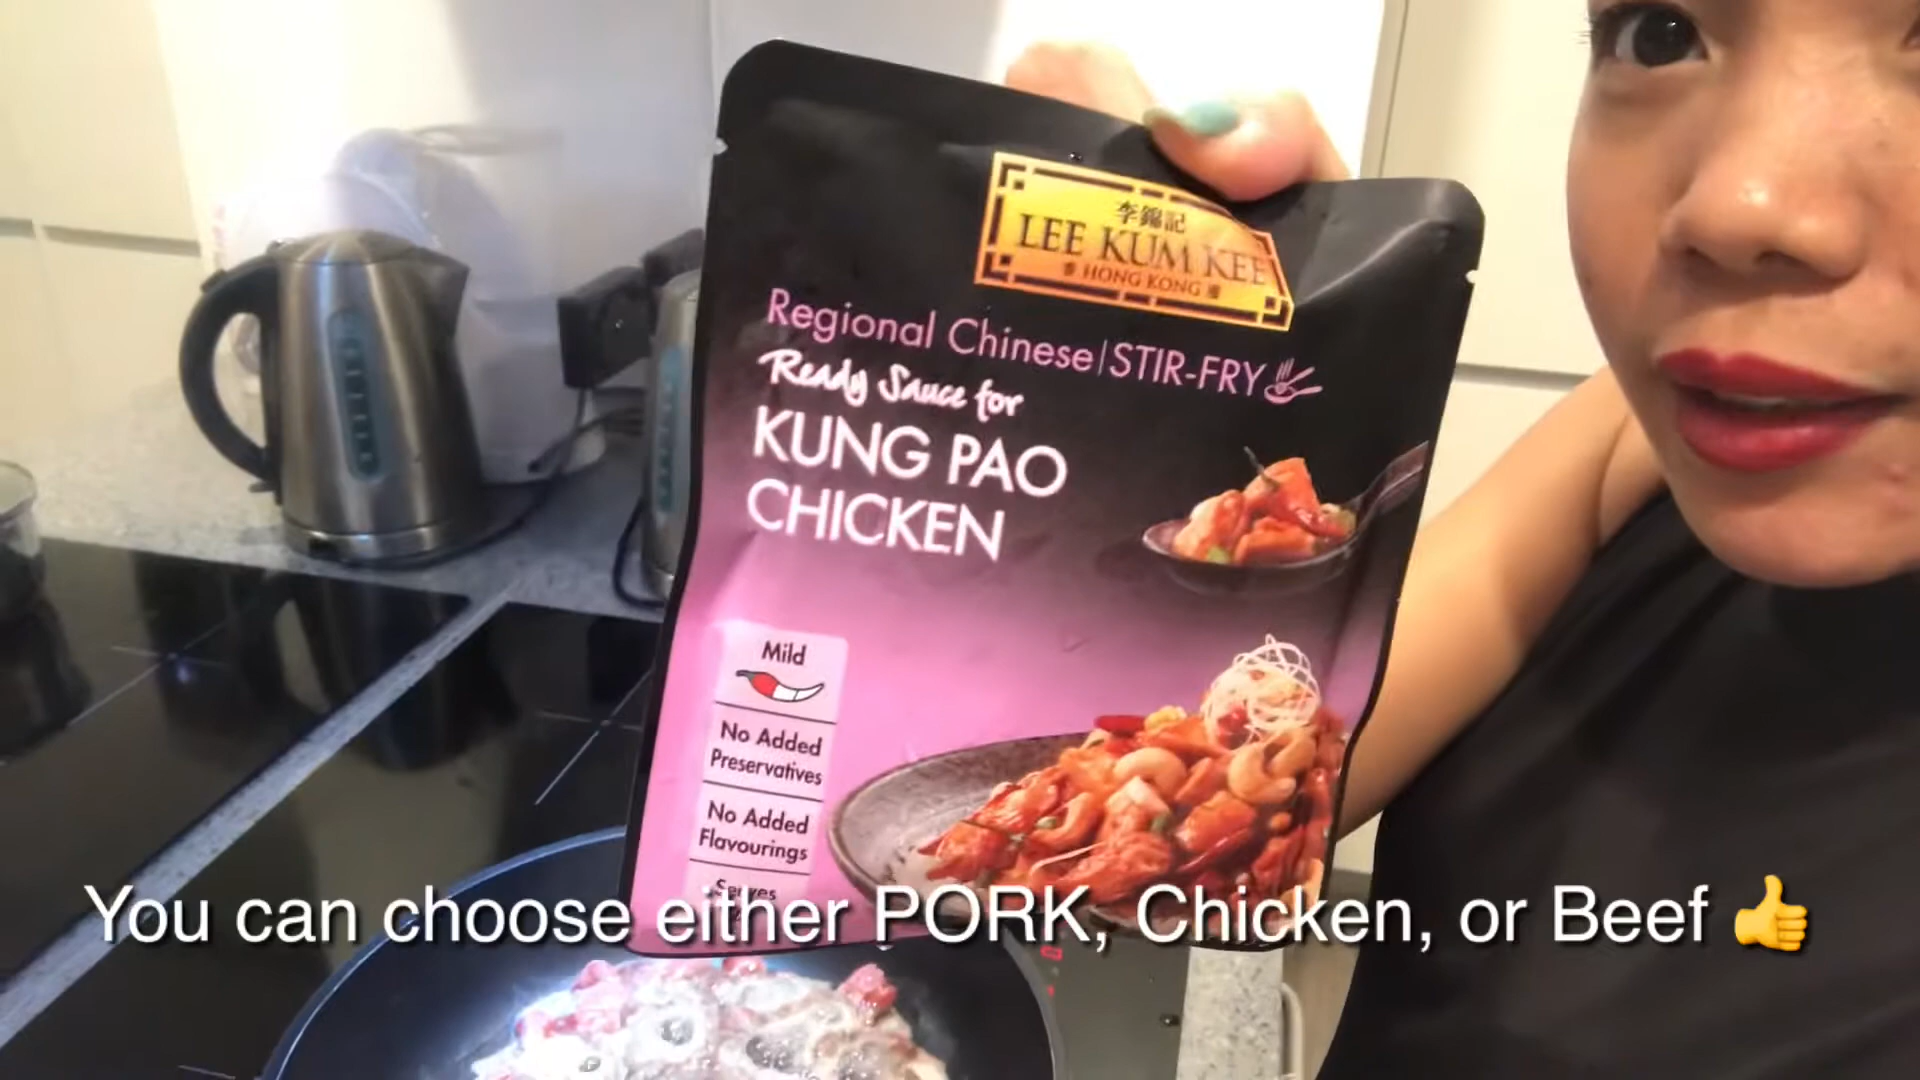 李錦記
LEE KUM KEE
HONG KONG
Regional Chinese | STIR-FRY
Ready Sauce for
KUNG PAO
CHICKEN
Mild
No Added
Preservatives
No Added
Flavourings
Serves
You can choose either PORK, Chicken, or Beef 👍